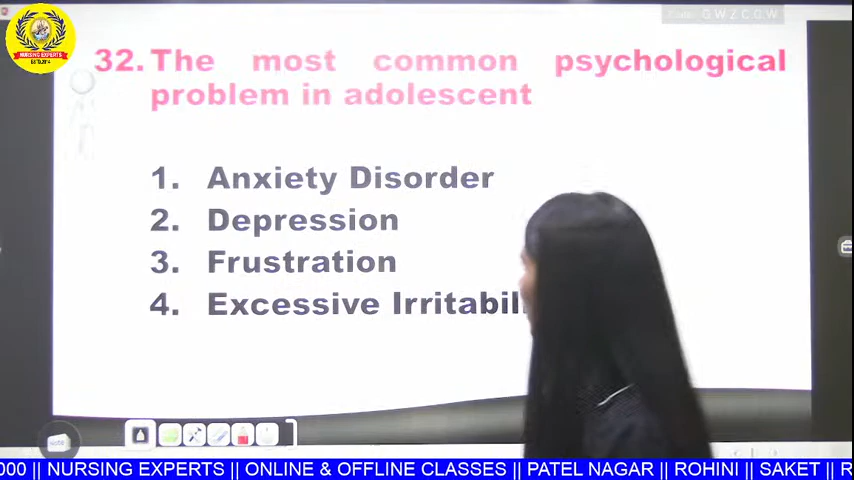 NURSING EXPERTS
32. The most common psychological
problem in adolescent
1. Anxiety Disorder
2. Depression
3. Frustration
4. Excessive
000 || NURSING EXPERTS || ONLINE & OFFLINE CLASSES || PATEL NAGAR || ROHINI || SAKET || R